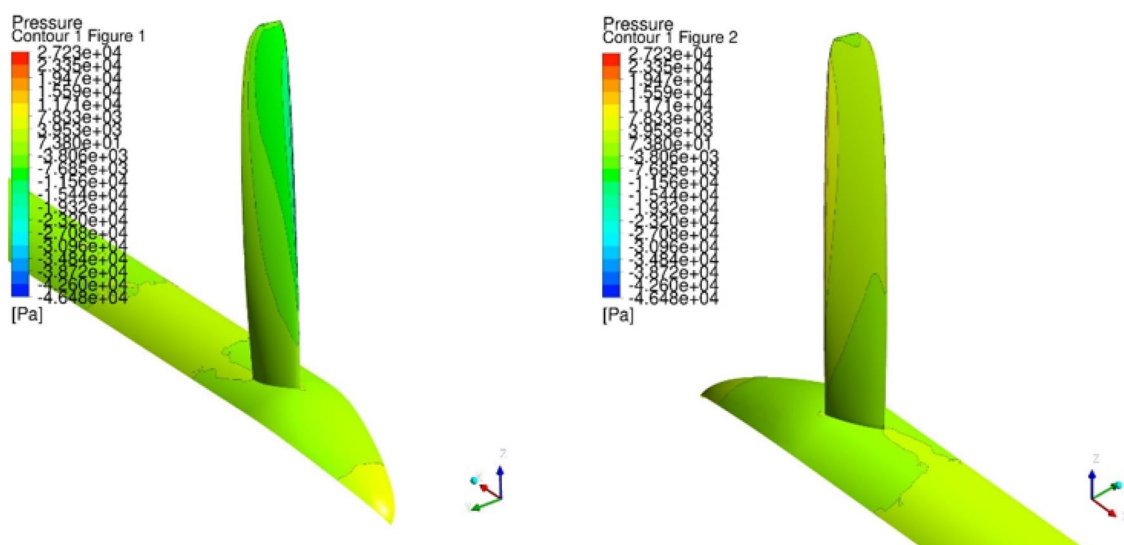 Pressure
Contour 1 Figure 1
2.723e+04
2.335e+04
1.947e+04
1.559e+04
1.171e+04
7.833e+03
3.953e+03
7.380e+01
-3.806e+03
-7.685e+03
-1.156e+04
-1.544e+04
-1.932e+04
-2.320e+04
-2.708e+04
-3.096e+04
-3.484e+04
-3.872e+04
-4.260e+04
-4.648e+04
[Pa]
Z
Pressure
Contour 1 Figure 2
2.723e+04
2.335e+04
1.947e+04
1.559e+04
1.171e+04
7.833e+03
3.953e+03
7.380e+01
-3.806e+03
-7.685e+03
-1.156e+04
-1.544e+04
-1.932e+04
-2.320e+04
-2.708e+04
-3.096e+04
-3.484e+04
-3.872e+04
-4.260e+04
-4.648e+04
[Pa]
Z